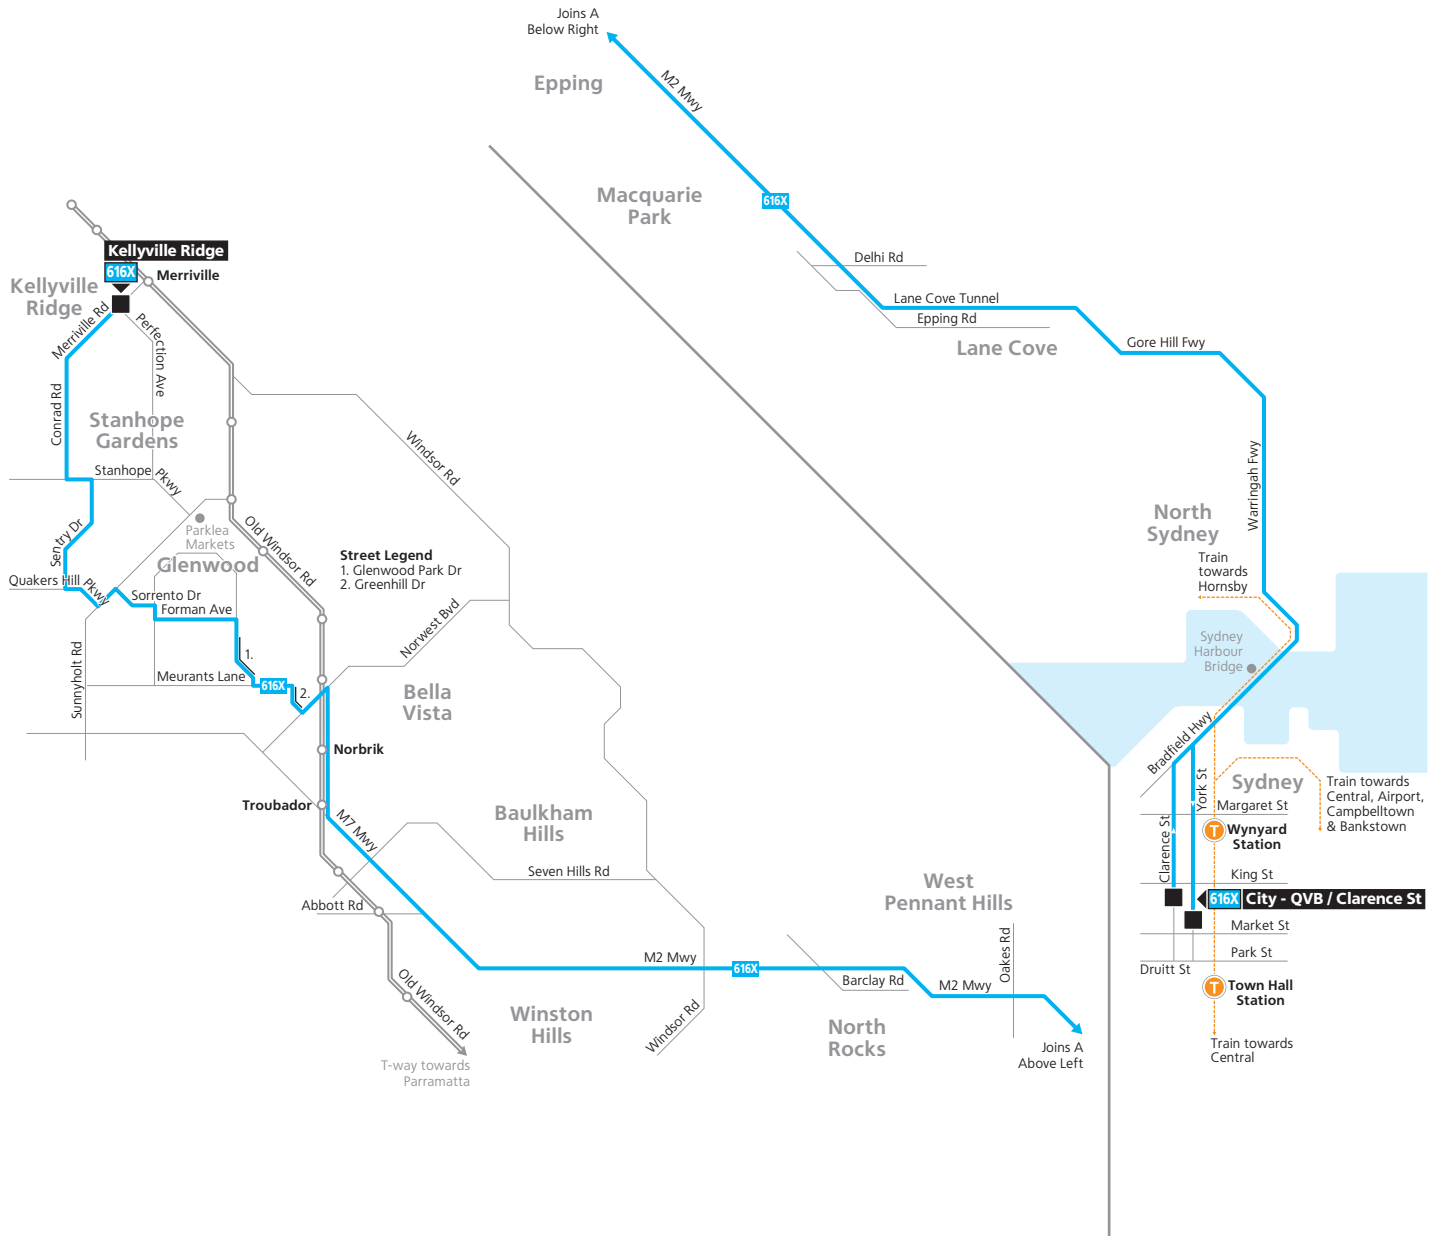 Joins A
Below Right
Epping
M2 Mwy
616X
Macquarie
Park
Delhi Rd
Lane Cove Tunnel
Epping Rd
Lane Cove
Gore Hill Fwy
Warringah Fwy
North
Sydney
Train
towards
Hornsby
Sydney
Harbour
Bridge
Bradfield Hwy
York St
Clarence St
Sydney
Margaret St
Train towards
Central, Airport,
Campbelltown
& Bankstown
T
Wynyard
Station
King St
616X City - QVB / Clarence St
Market St
Park St
Druitt St
T
Town Hall
Station
Train towards
Central
Kellyville Ridge
616X
Merriville
Kellyville
Ridge
Merriville Rd
Perfection Ave
Conrad Rd
Stanhope
Gardens
Stanhope Pkwy
Windsor Rd
Parklea
Markets
Old Windsor Rd
Sentry Dr
Glenwood
Street Legend
1. Glenwood Park Dr
2. Greenhill Dr
Quakers Hill Pkwy
Sorrento Dr
Forman Ave
Norwest Bvd
Sunnyholt Rd
1.
Meurants Lane
616X
2.
Bella
Vista
Norbrik
Troubador
M7 Mwy
Baulkham
Hills
Seven Hills Rd
Abbott Rd
West
Pennant Hills
Oakes Rd
M2 Mwy
616X
Barclay Rd
M2 Mwy
Old Windsor Rd
Winston
Hills
Windsor Rd
North
Rocks
Joins A
Above Left
T-way towards
Parramatta